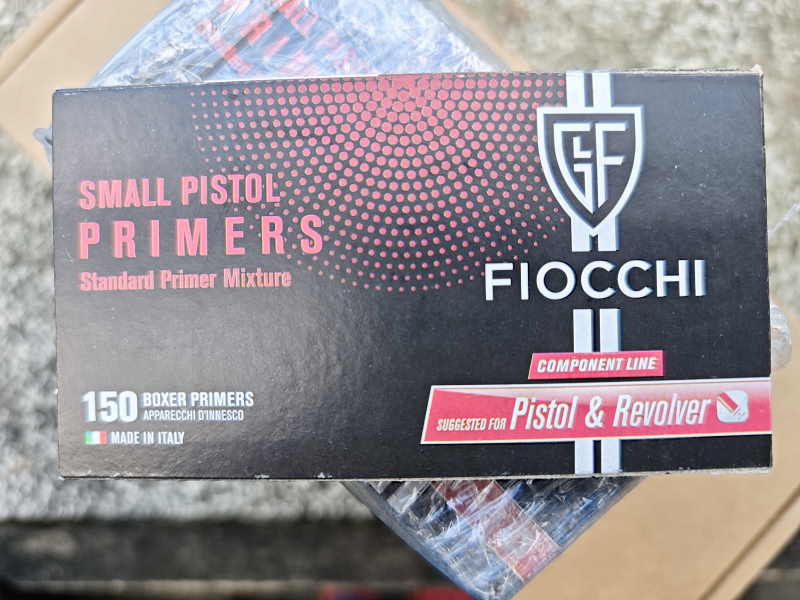 SMALL PISTOL
PRIMERS
Standard Primer Mixture
GFL
FIOCCHI
COMPONENT LINE
SUGGESTED FOR Pistol & Revolver
150 BOXER PRIMERS
APPARECCHI D'INNESCO
MADE IN ITALY